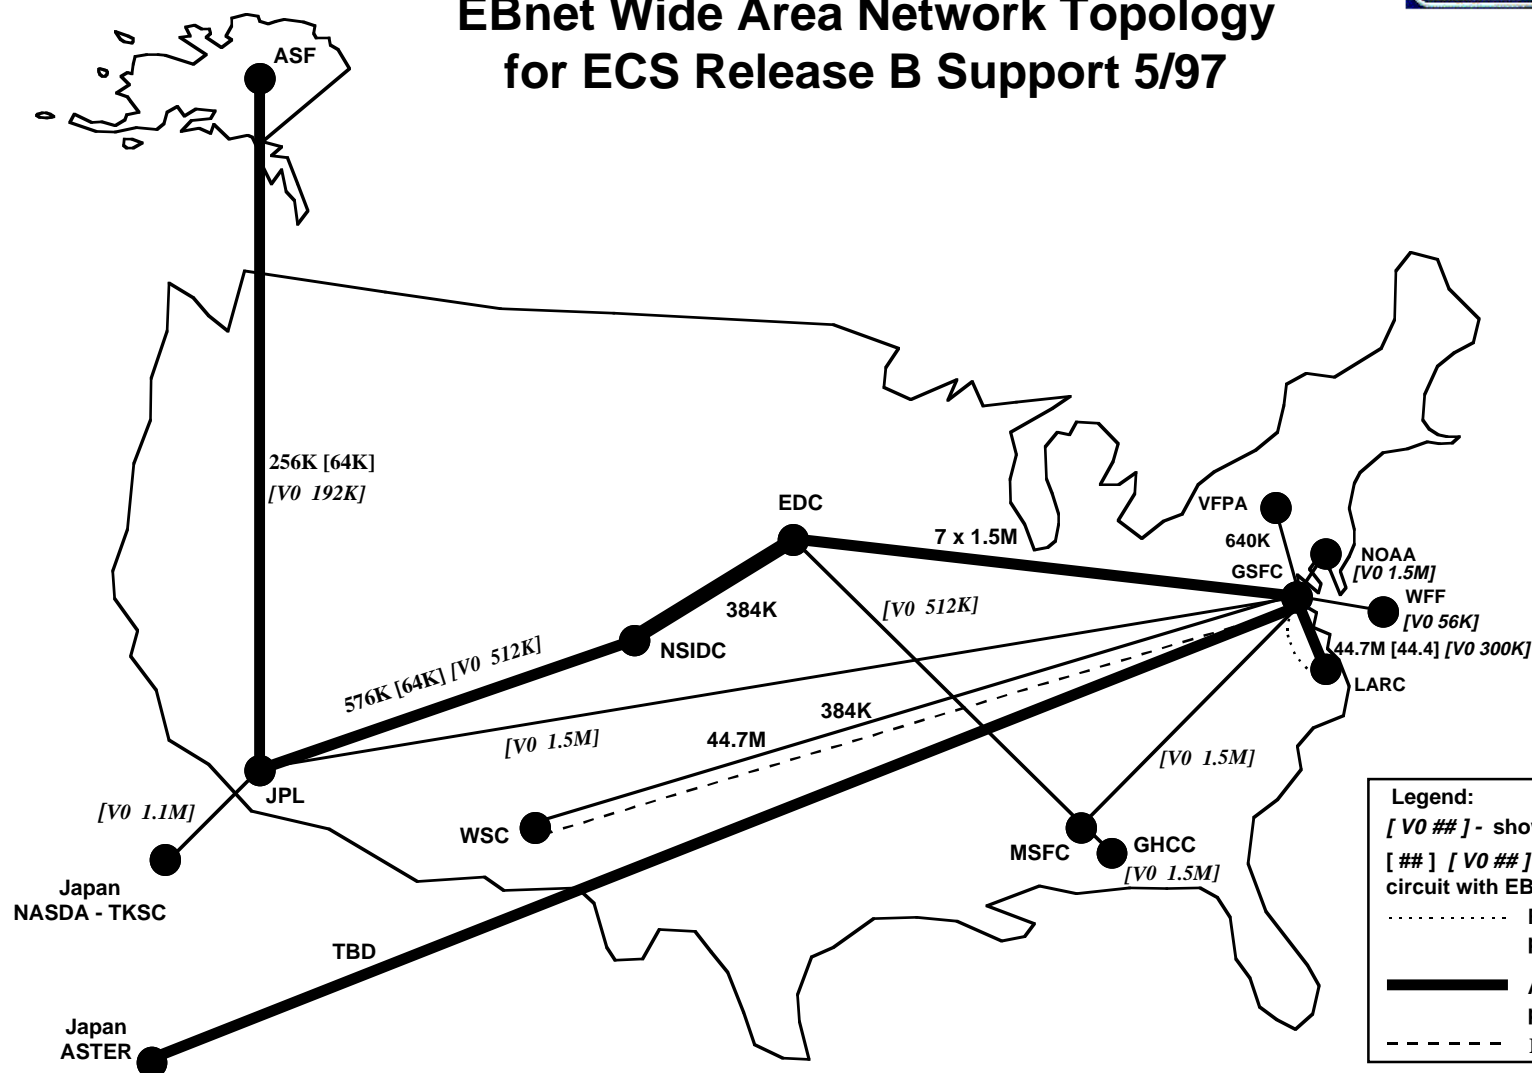 EBnet Wide Area Network Topology
for ECS Release B Support 5/97
ASF
256K [64K]
[V0 192K]
EDC
7 x 1.5M
VFPA
640K
GSFC
NOAA
[V0 1.5M]
WFF
[V0 56K]
44.7M [44.4] [V0 300K]
LARC
384K
NSIDC
[V0 512K]
576K [64K] [V0 512K]
[V0 1.5M]
384K
44.7M
[V0 1.5M]
JPL
[V0 1.1M]
WSC
MSFC
GHCC
[V0 1.5M]
Japan
NASDA - TKSC
TBD
Japan
ASTER
Legend:
[ V0 ## ] -
[ ## ] [ V0 ## ]
circuit with